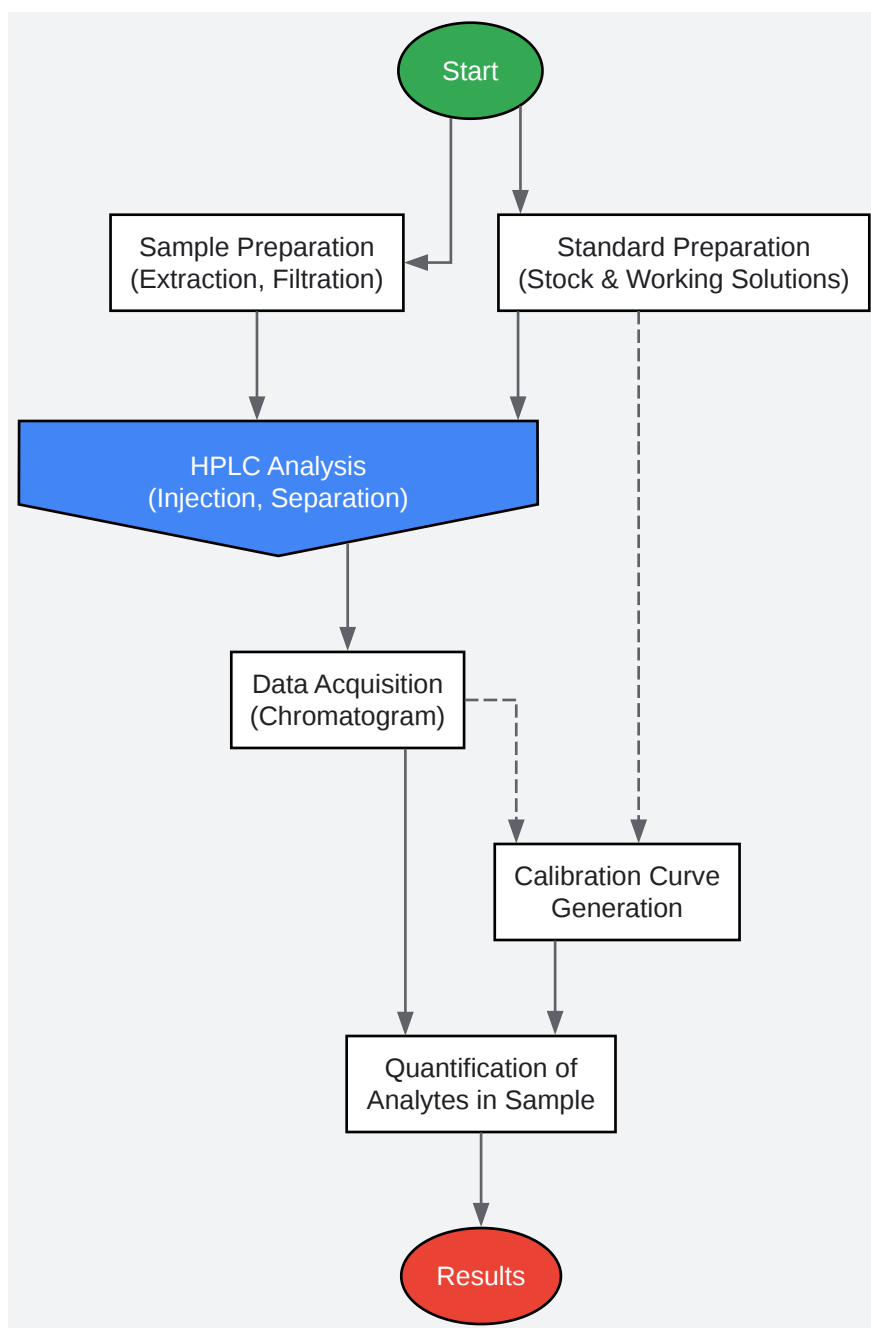 Start
Sample Preparation
(Extraction, Filtration)
Standard Preparation
(Stock & Working Solutions)
HPLC Analysis
(Injection, Separation)
Data Acquisition
(Chromatogram)
Calibration Curve
Generation
Quantification of
Analytes in Sample
Results